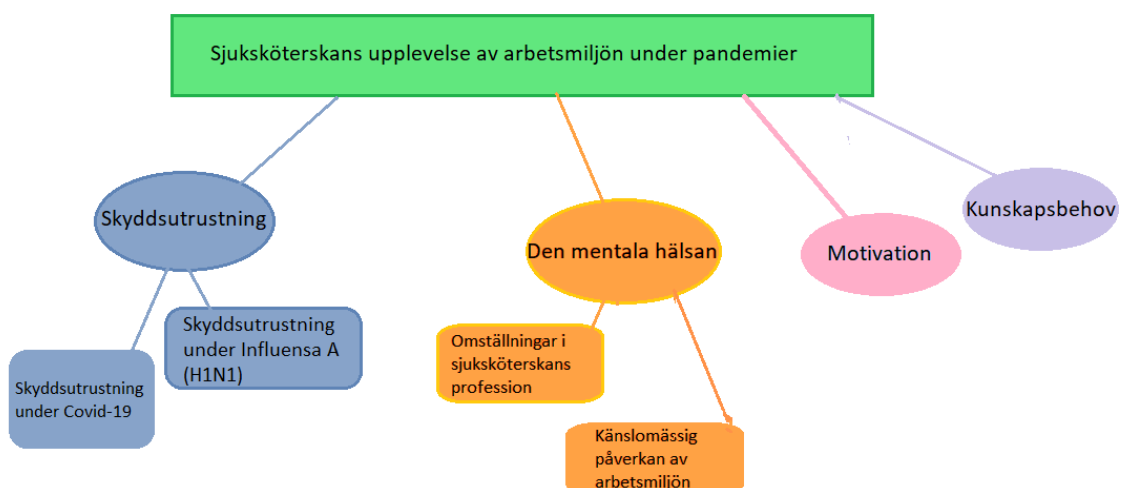 Sjuksköterskans upplevelse av arbetsmiljön under pandemier
Skyddsutrustning
Den mentala hälsan
Motivation
Kunskapsbehov
Skyddsutrustning
under Covid-19
Skyddsutrustning
under Influensa A
(H1N1)
Omställningar i
sjuksköterskans
profession
Känslomässig
påverkan av
arbetsmiljön